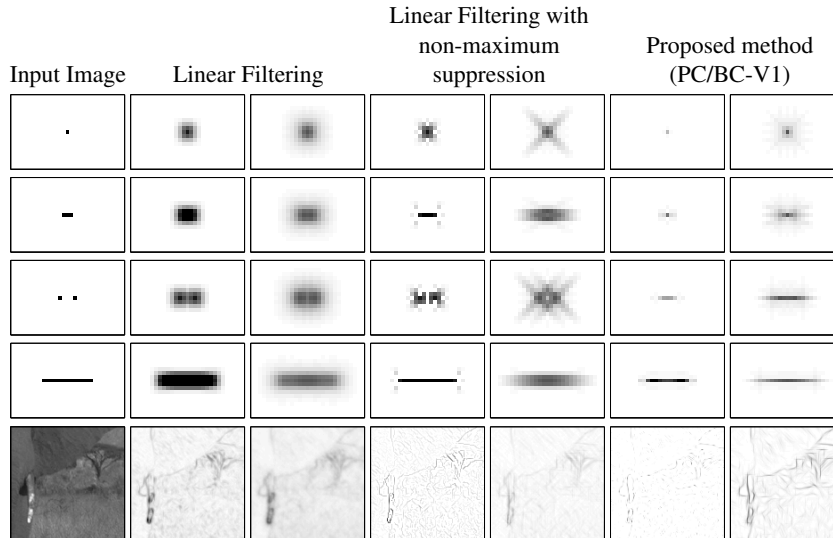 Input Image
Linear Filtering
Linear Filtering with
non-maximum
suppression
Proposed method
(PC/BC-V1)